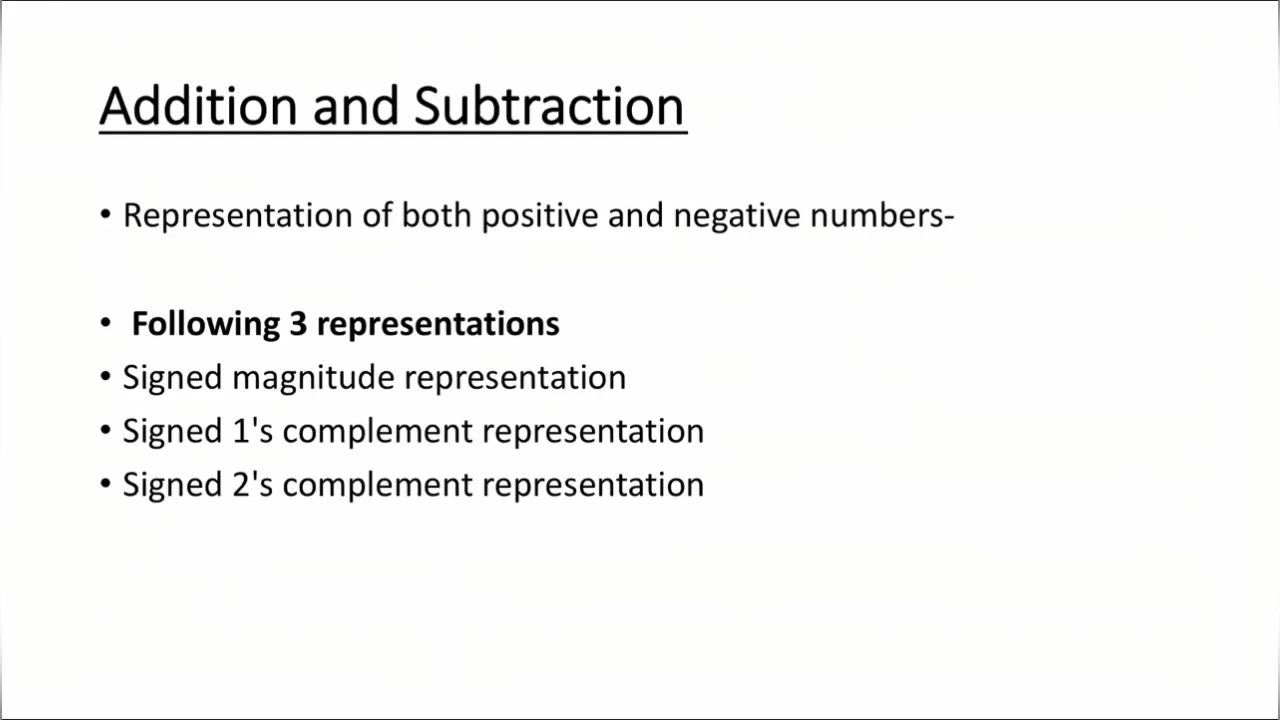 Addition and Subtraction
• Representation of both positive and negative numbers-
• Following 3 representations
• Signed magnitude representation
• Signed 1's complement representation
• Signed 2's complement representation